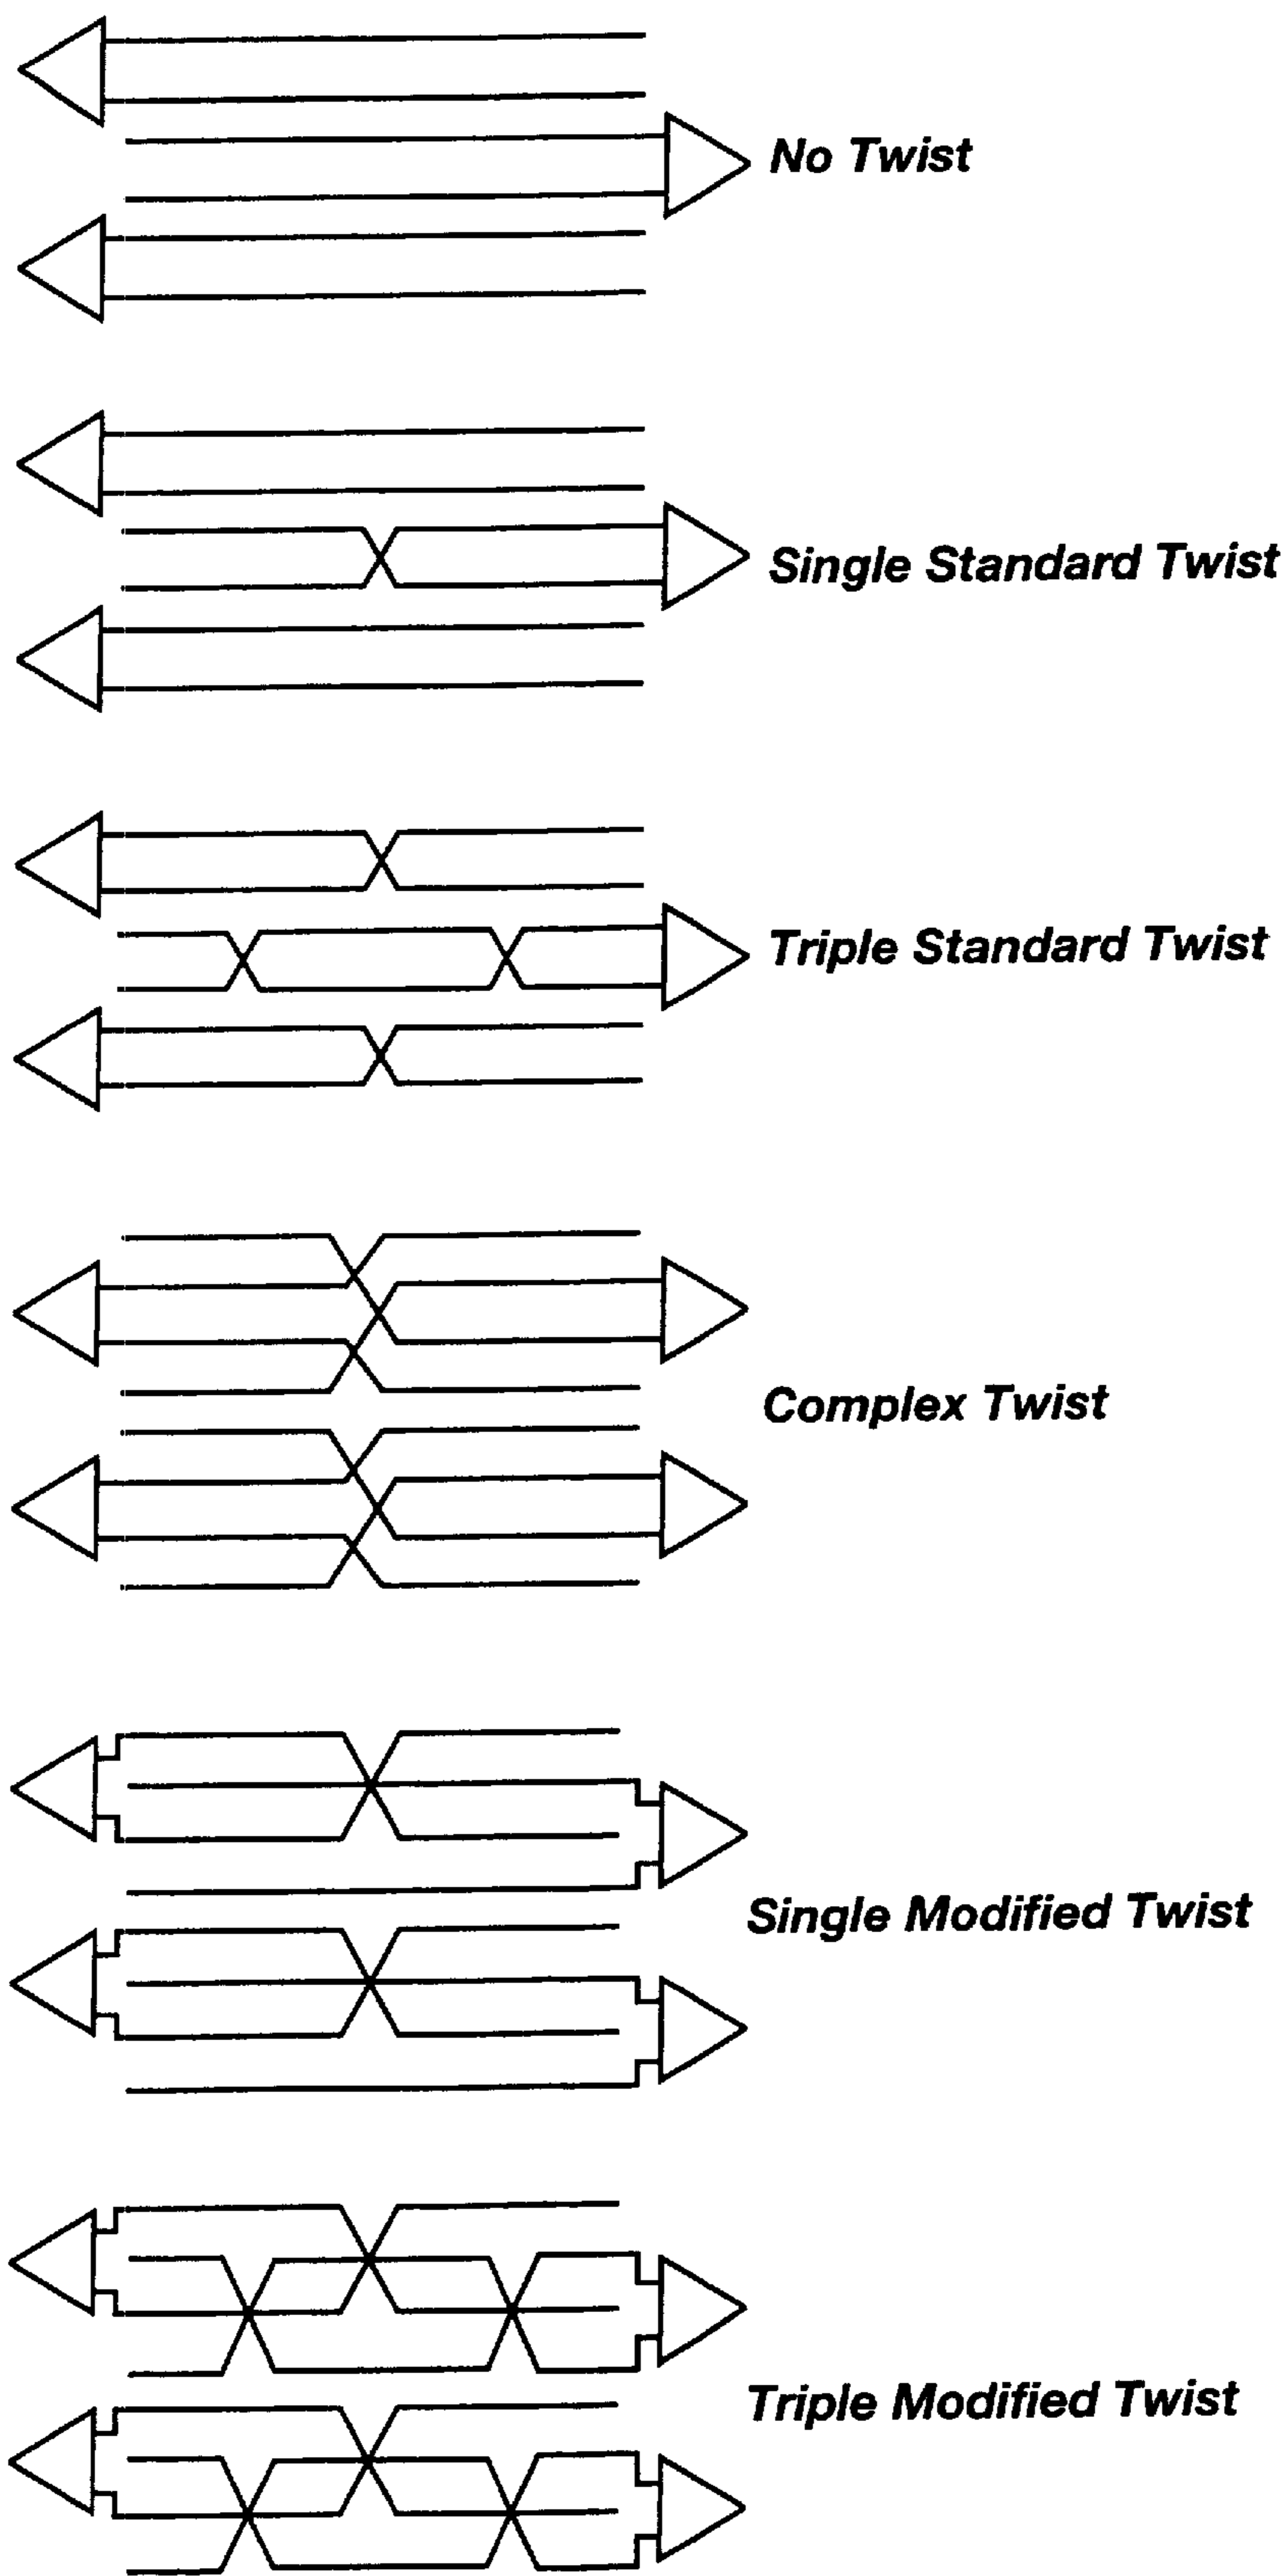 No Twist
Single Standard Twist
Triple Standard Twist
Complex Twist
Single Modified Twist
Triple Modified Twist